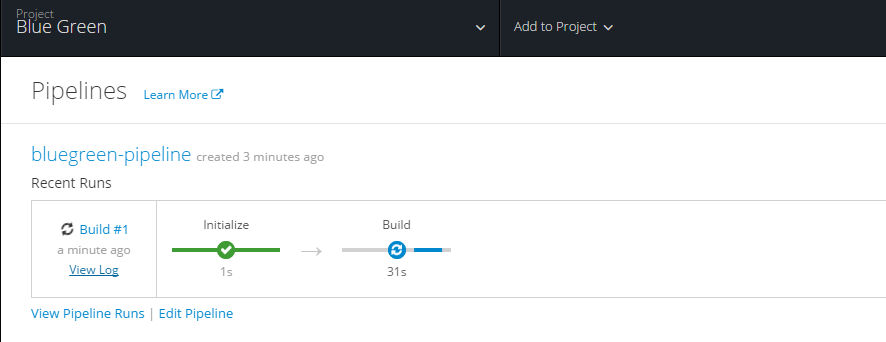 Project
Blue Green
Add to Project
Pipelines Learn More
bluegreen-pipeline created 3 minutes ago
Recent Runs
Build #1
a minute ago
View Log
Initialize
1s
Build
31s
View Pipeline Runs | Edit Pipeline